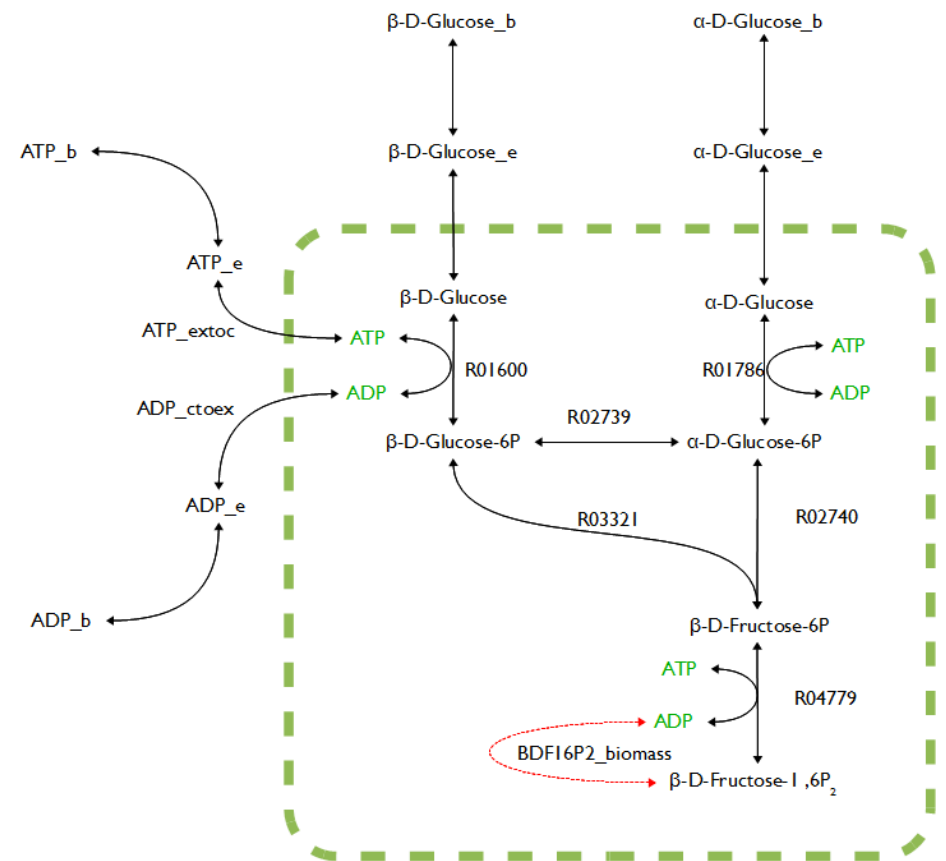 β-D-Glucose_b
α-D-Glucose_b
ATP_b
β-D-Glucose_e
α-D-Glucose_e
ATP_e
β-D-Glucose
α-D-Glucose
ATP_extoc
ATP
R01600
R01786
ATP
ADP
ADP
ADP_ctoex
R02739
β-D-Glucose-6P
α-D-Glucose-6P
ADP_e
R03321
R02740
ADP_b
β-D-Fructose-6P
ATP
R04779
ADP
BDF16P2_biomass
β-D-Fructose-1,6P₂